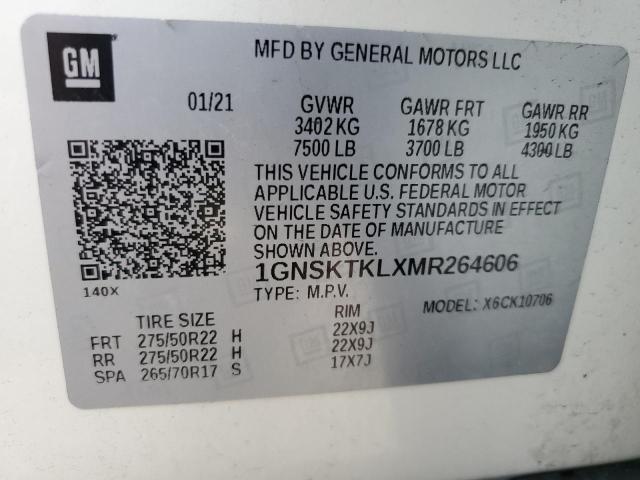 GM
MFD BY GENERAL MOTORS LLC
01/21 GVWR GAWR FRT GAWR RR
3402 KG 1678 KG 1950 KG
7500 LB 3700 LB 4300 LB
THIS VEHICLE CONFORMS TO ALL
APPLICABLE U.S. FEDERAL MOTOR
VEHICLE SAFETY STANDARDS IN EFFECT
ON THE DATE OF MANUFACTURE
SHOWN ABOVE.
1GNSKTKLXMR264606
140X
TYPE: M.P.V. MODEL: X6CK10706
TIRE SIZE RIM
FRT 275/50R22 H 22X9J
RR 275/50R22 H 22X9J
SPA 265/70R17 S 17X7J